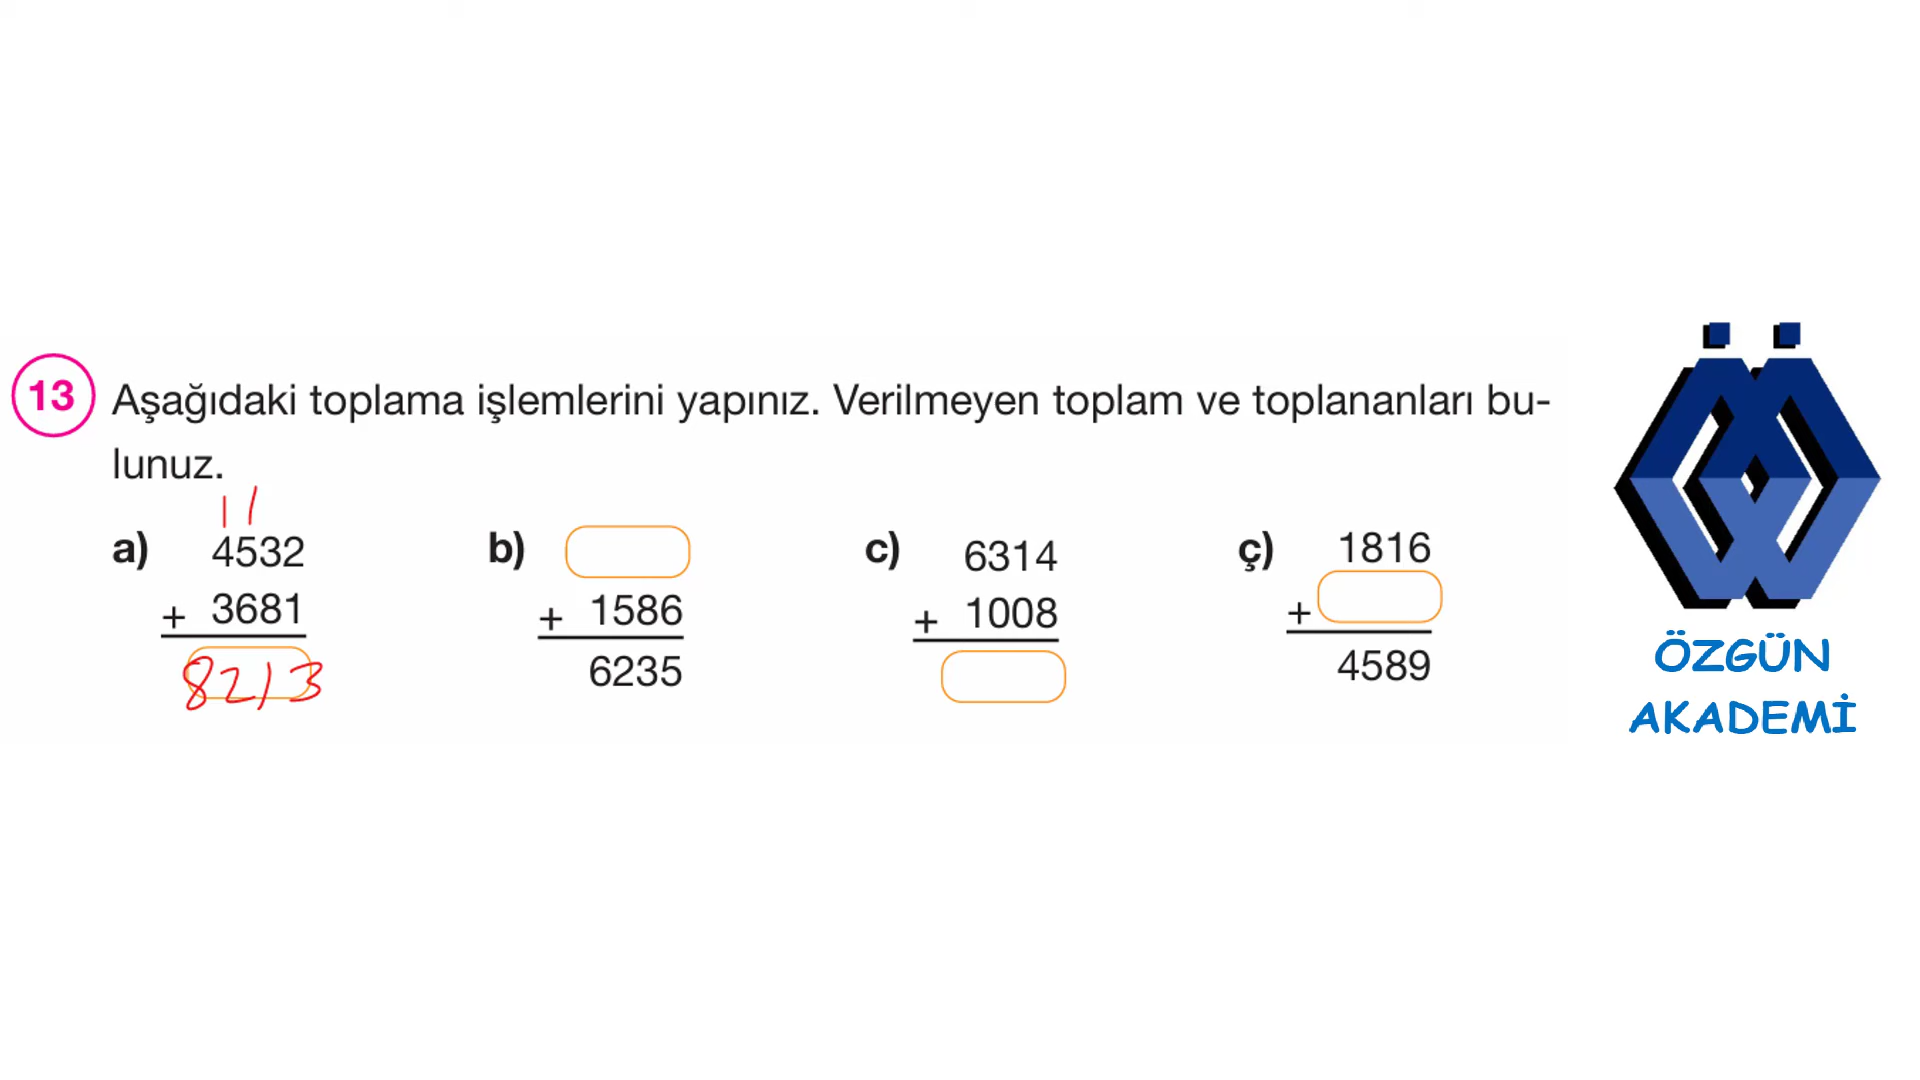 13 Aşağıdaki toplama işlemlerini yapınız. Verilmeyen toplam ve toplananları bu-
lunuz.
1 1
a) 4532
+ 3681
8213
b)
+ 1586
6235
c) 6314
+ 1008
ç) 1816
+
4589
ÖZGÜN
AKADEMİ